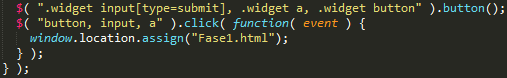 $( ".widget input[type=submit], .widget a, .widget button" ).button();
$( "button, input, a" ).click( function( event ) {
window.location.assign("Fase1.html");
} );
} );